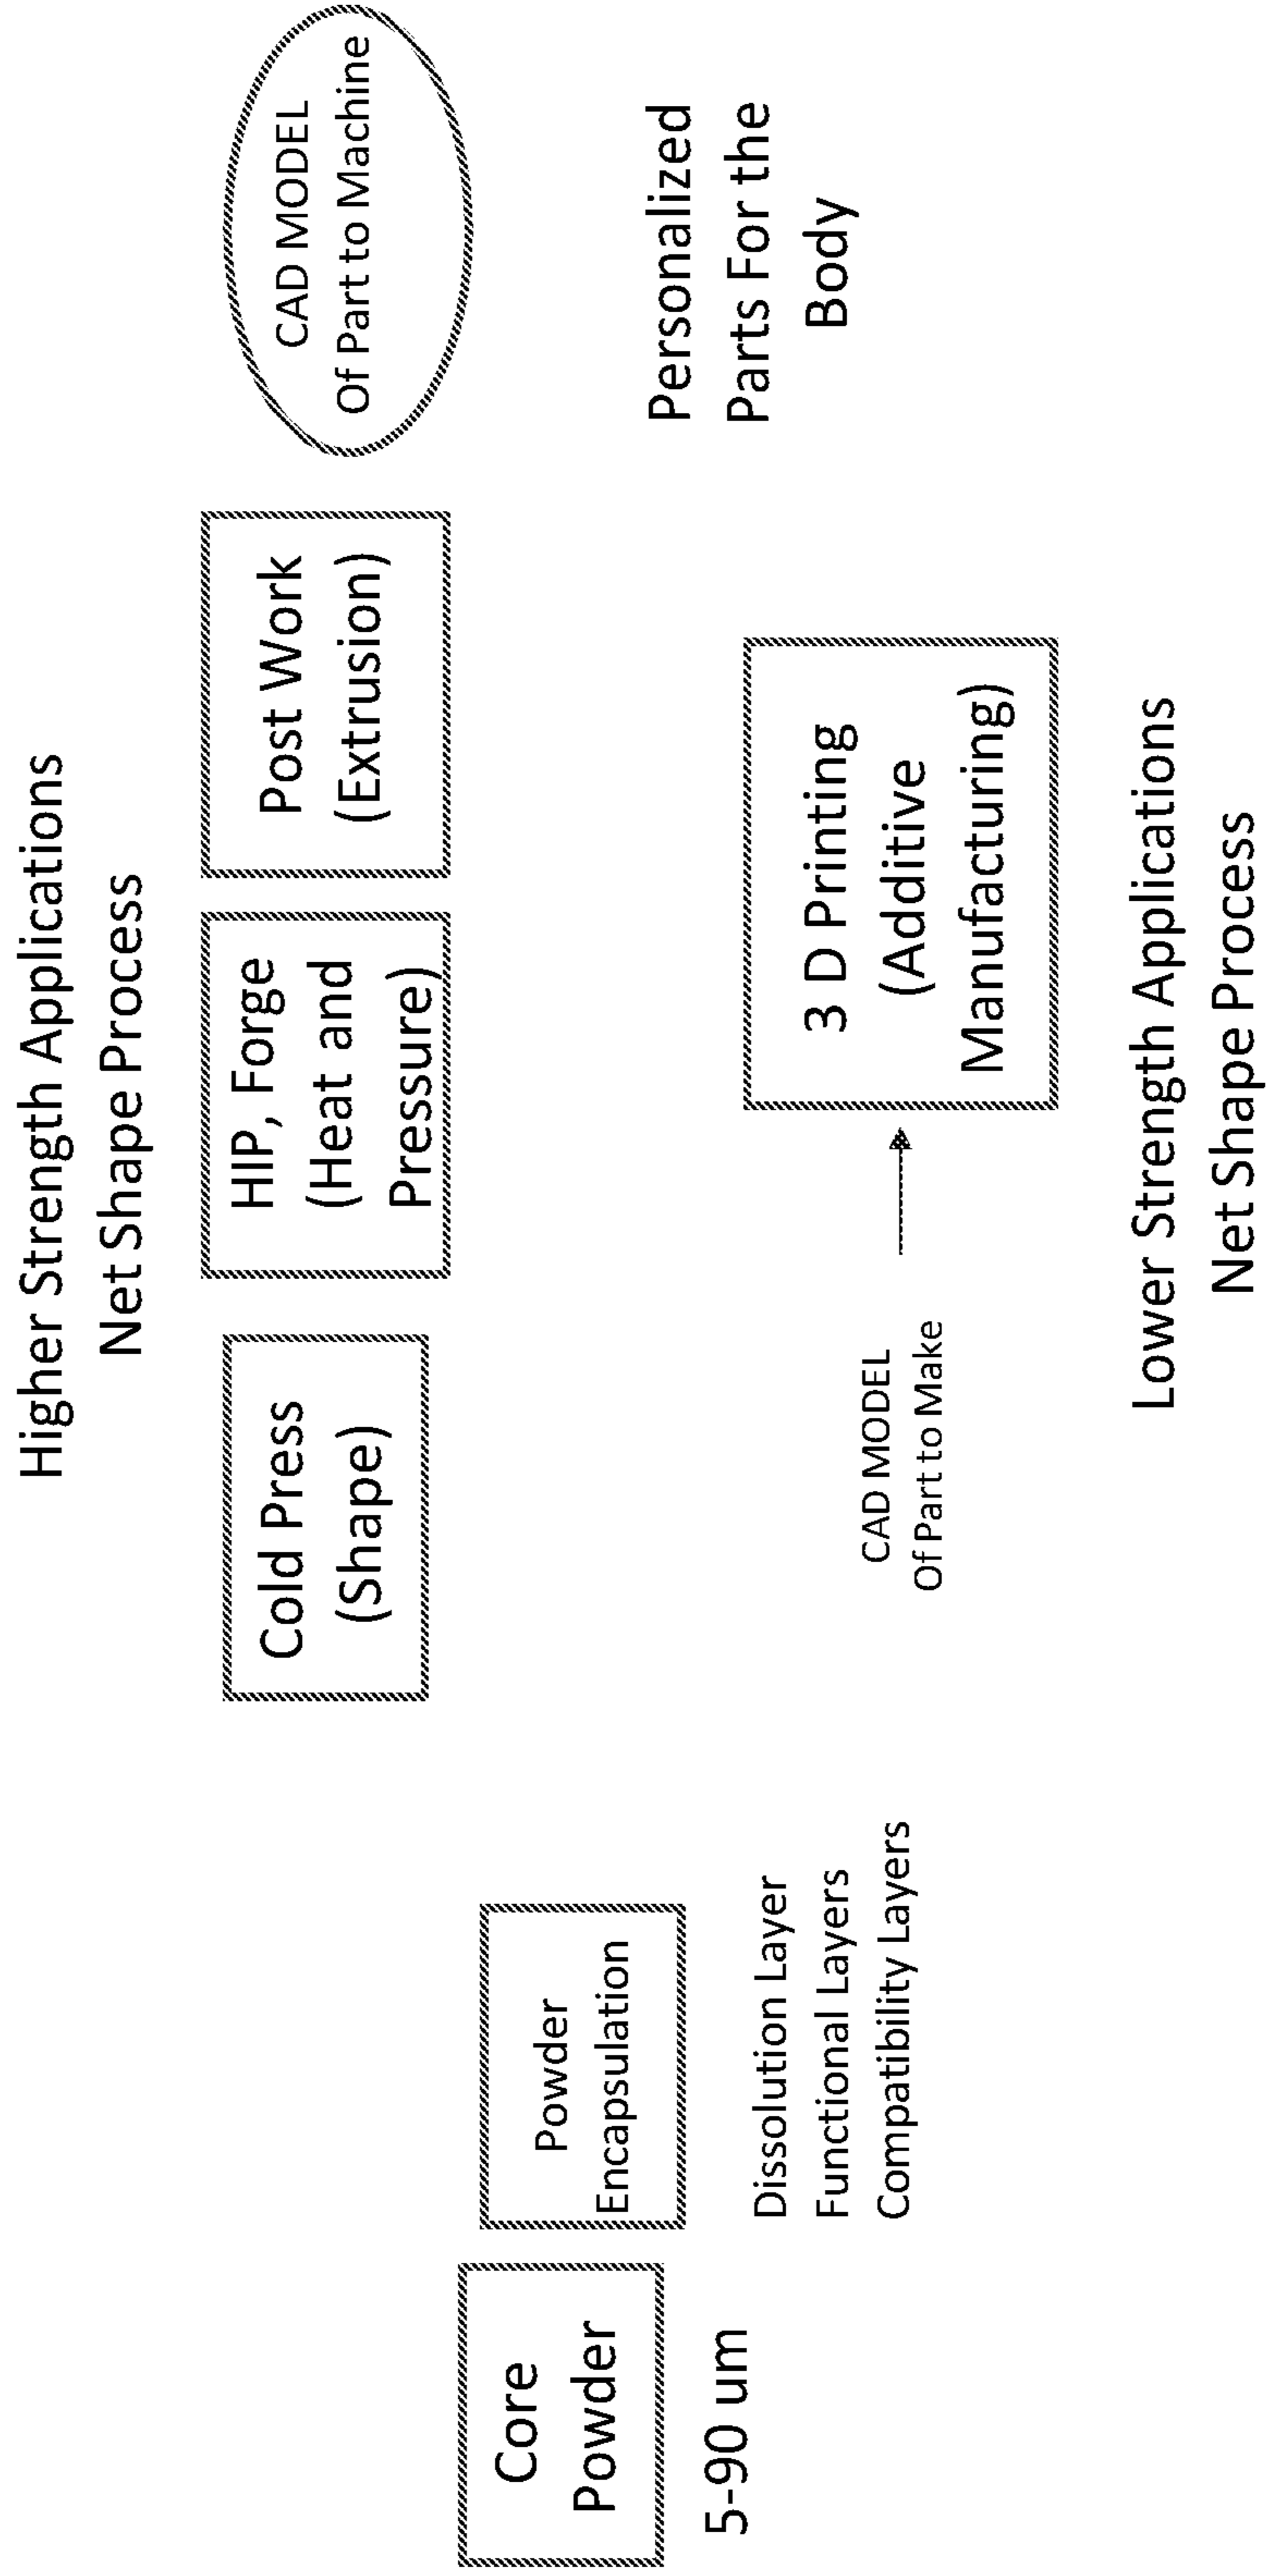 Higher Strength Applications
Net Shape Process
Core
Powder
5-90 um
Powder
Encapsulation
Dissolution Layer
Functional Layers
Compatibility Layers
Cold Press
(Shape)
HIP, Forge
(Heat and
Pressure)
Post Work
(Extrusion)
CAD MODEL
Of Part to Machine
Personalized
Parts For the
Body
CAD MODEL
Of Part to Make
3 D Printing
(Additive
Manufacturing)
Lower Strength Applications
Net Shape Process